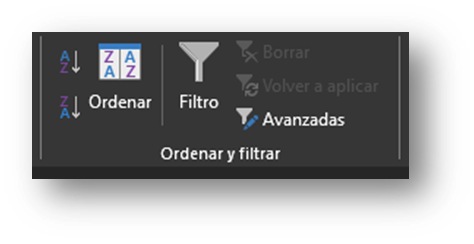 Borrar
Volver a aplicar
Ordenar
Filtro
Avanzadas
Ordenar y filtrar